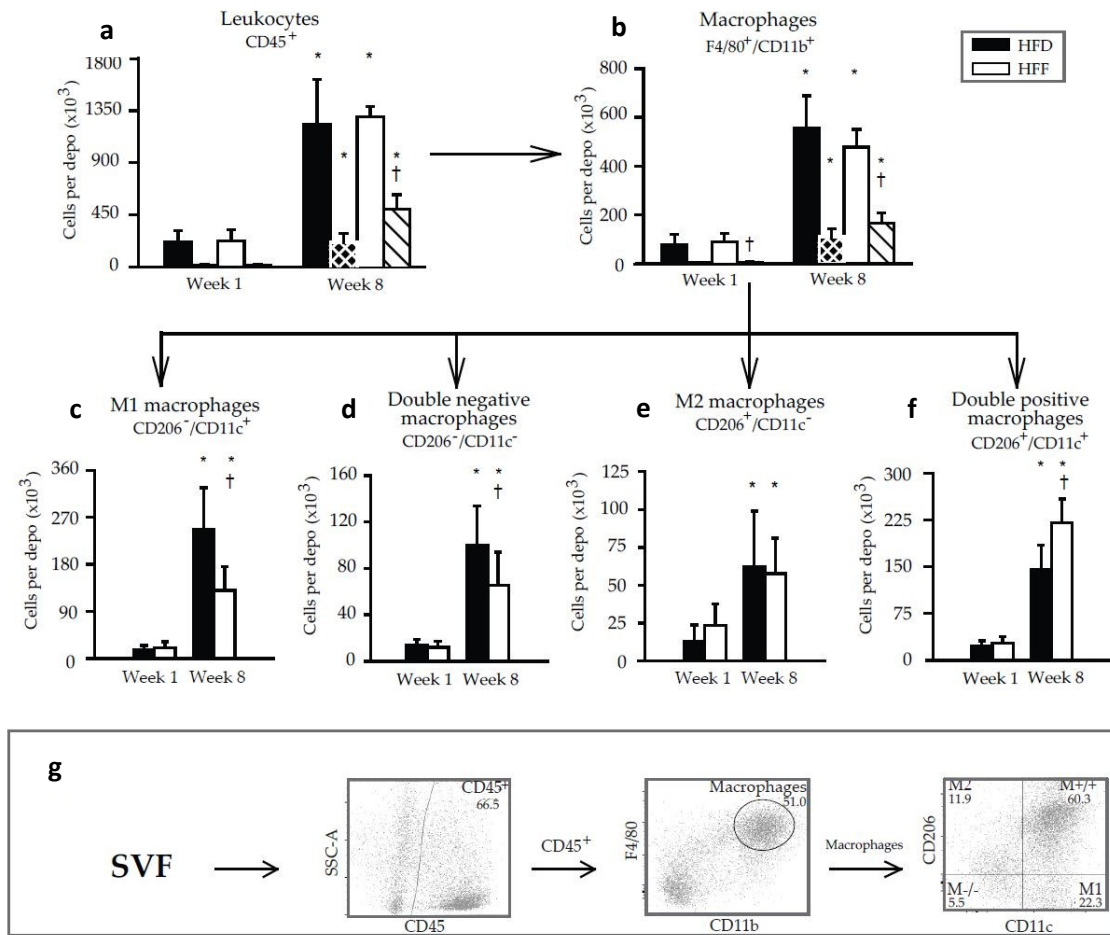 a
Leukocytes
CD45+
Cells per depo (x103)
1800
1350
900
450
0
* *
* *
†
Week 1 Week 8
b
Macrophages
F4/80+/CD11b+
Cells per depo (x103)
800
600
400
200
0
* *
* *
†
†
Week 1 Week 8
HFD
HFF
c
M1 macrophages
CD206-/CD11c+
Cells per depo (x103)
360
270
180
90
0
* *
†
Week 1 Week 8
d
Double negative
macrophages
CD206-/CD11c-
Cells per depo (x103)
160
120
80
40
0
* *
†
Week 1 Week 8
e
M2 macrophages
CD206+/CD11c-
Cells per depo (x103)
125
100
75
50
25
0
* *
Week 1 Week 8
f
Double positive
macrophages
CD206+/CD11c+
Cells per depo (x103)
300
225
150
75
0
* *
†
Week 1 Week 8
g
SVF
SSC-A
CD45+
66.5
CD45
CD45+
F4/80
Macrophages
51.0
CD11b
Macrophages
CD206
M2
11.9
M+/+
60.3
M-/-
5.5
M1
22.3
CD11c